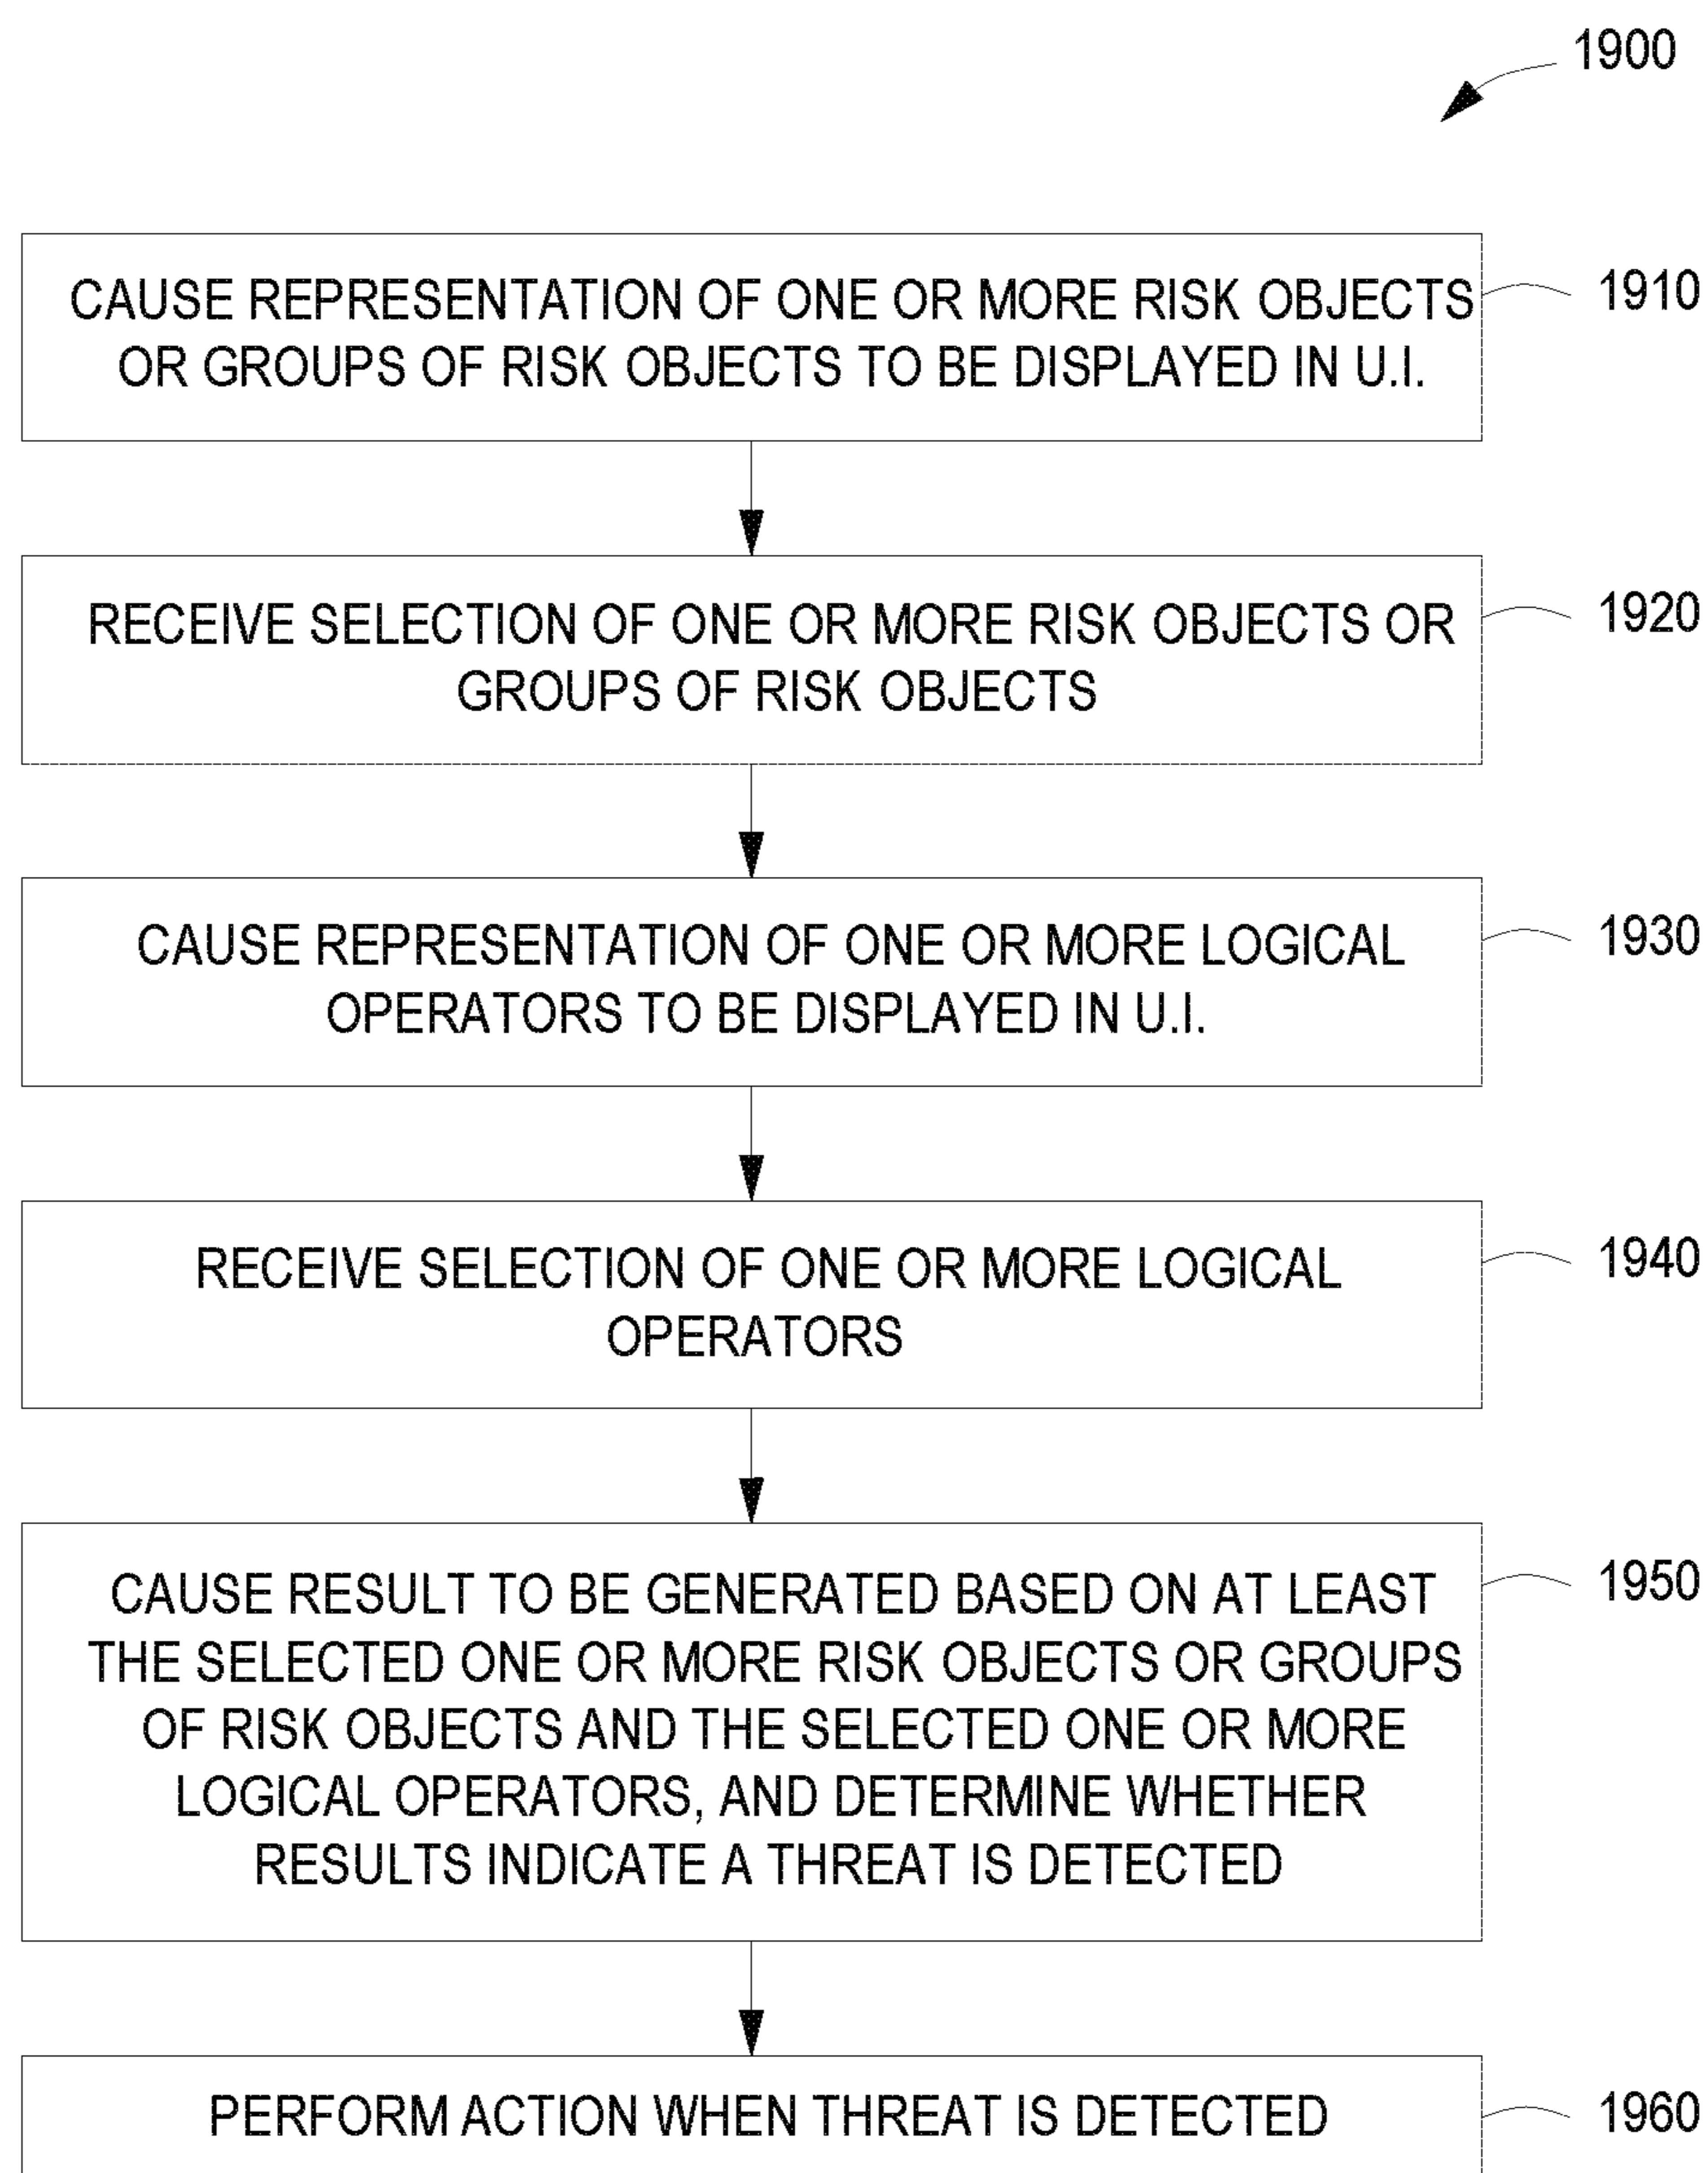 1900
CAUSE REPRESENTATION OF ONE OR MORE RISK OBJECTS
OR GROUPS OF RISK OBJECTS TO BE DISPLAYED IN U.I.
1910
RECEIVE SELECTION OF ONE OR MORE RISK OBJECTS OR
GROUPS OF RISK OBJECTS
1920
CAUSE REPRESENTATION OF ONE OR MORE LOGICAL
OPERATORS TO BE DISPLAYED IN U.I.
1930
RECEIVE SELECTION OF ONE OR MORE LOGICAL
OPERATORS
1940
CAUSE RESULT TO BE GENERATED BASED ON AT LEAST
THE SELECTED ONE OR MORE RISK OBJECTS OR GROUPS
OF RISK OBJECTS AND THE SELECTED ONE OR MORE
LOGICAL OPERATORS, AND DETERMINE WHETHER
RESULTS INDICATE A THREAT IS DETECTED
1950
PERFORM ACTION WHEN THREAT IS DETECTED
1960